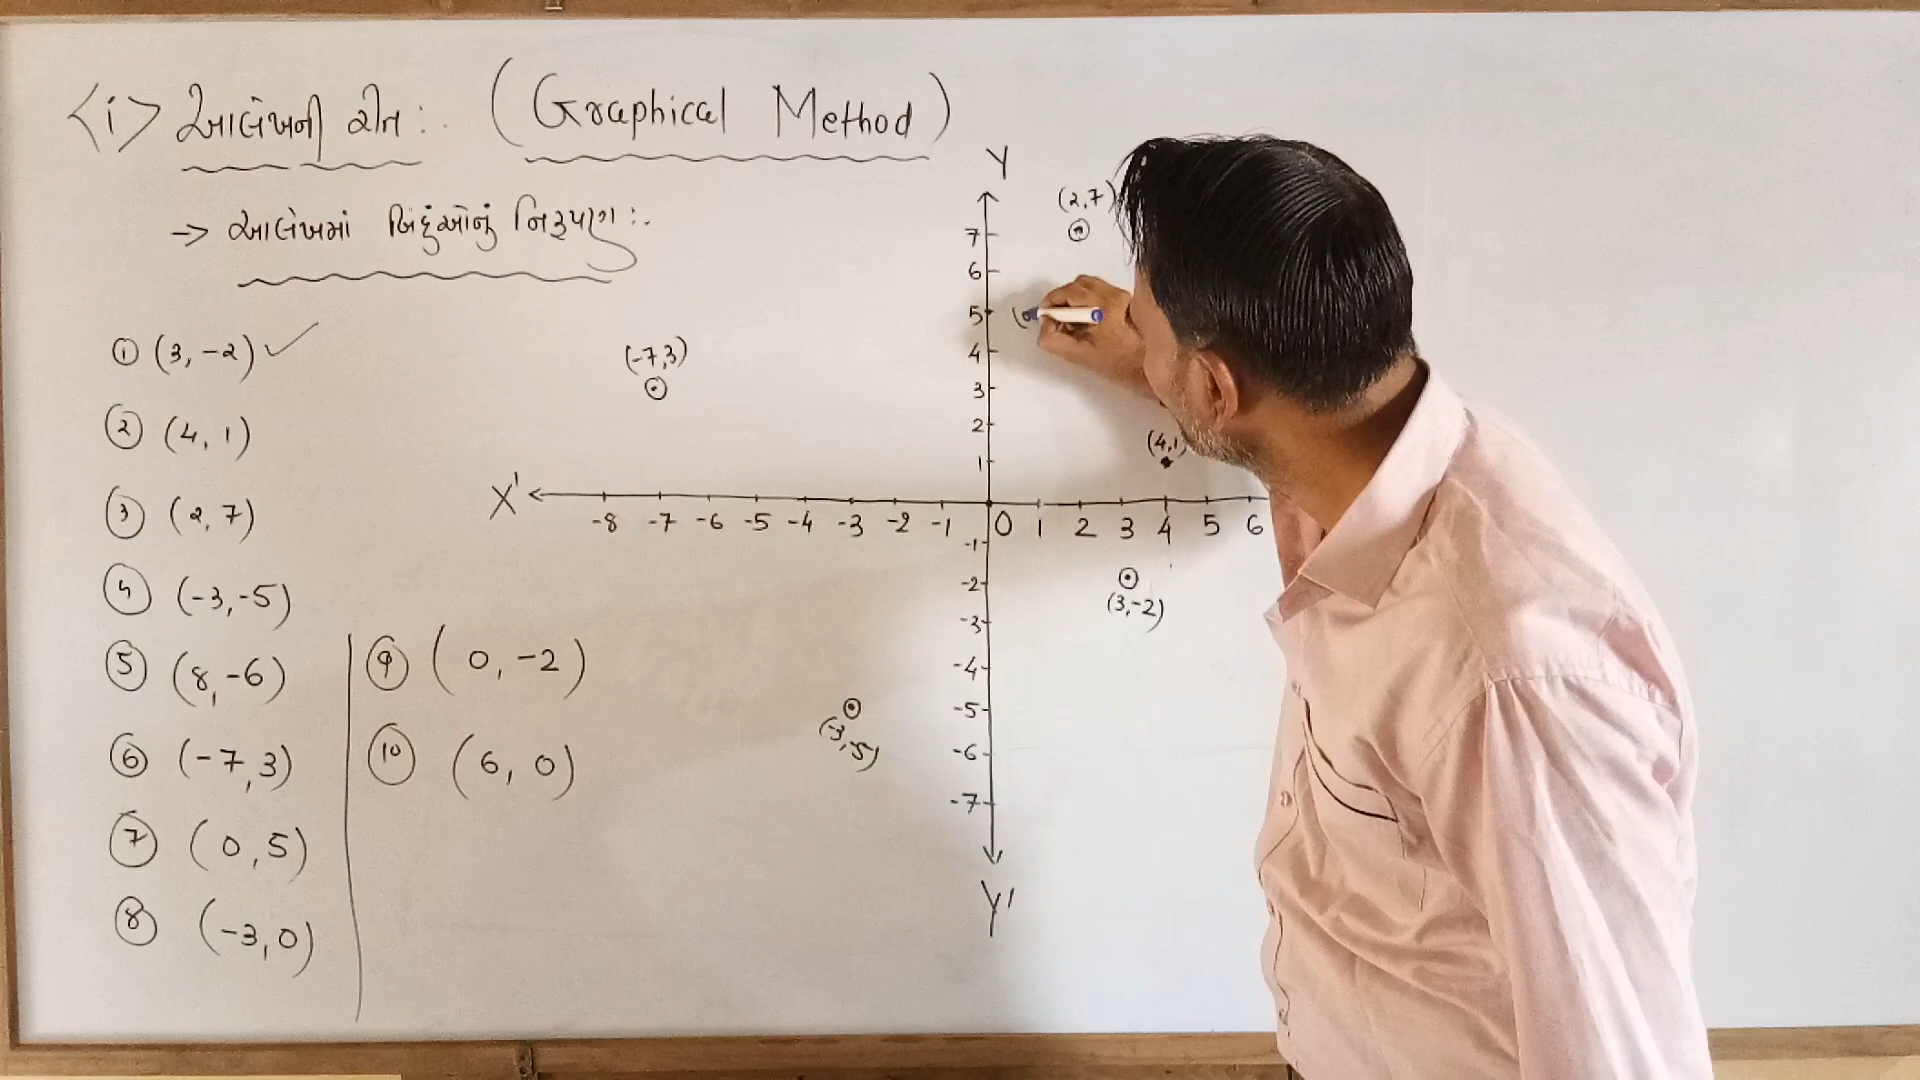 <i> આલેખની રીત :. (Graphical Method)
→ આલેખમાં બિંદુઓનું નિરૂપણ :.
① (3, -2) ✓
② (4, 1)
③ (2, 7)
④ (-3, -5)
⑤ (8, -6)
⑥ (-7, 3)
⑦ (0, 5)
⑧ (-3, 0)
⑨ (0, -2)
⑩ (6, 0)
Y
(2, 7)
7
6
5
4
3
2
1
(-7, 3)
(4, 1
X' -8 -7 -6 -5 -4 -3 -2 -1 0 1 2 3 4 5 6
-1
-2
-3
-4
-5
-6
-7
(3, -2)
(-3, -5)
Y'